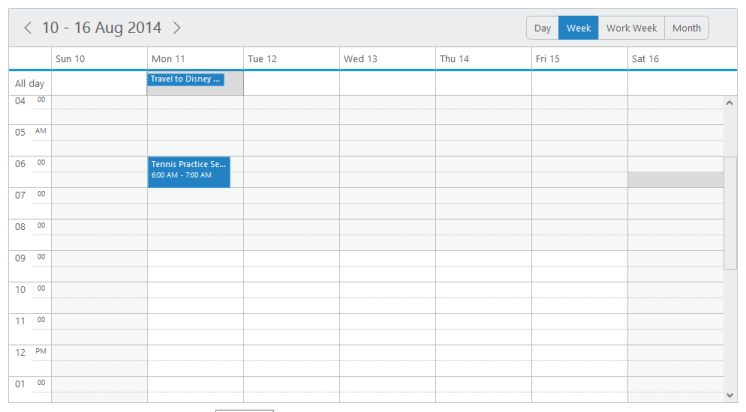 10 - 16 Aug 2014 Day Week Work Week Month
Sun 10 Mon 11 Tue 12 Wed 13 Thu 14 Fri 15 Sat 16
All day Travel to Disney ...
04 00
05 AM
06 00 Tennis Practice Se...
6:00 AM - 7:00 AM
07 00
08 00
09 00
10 00
11 00
12 PM
01 00